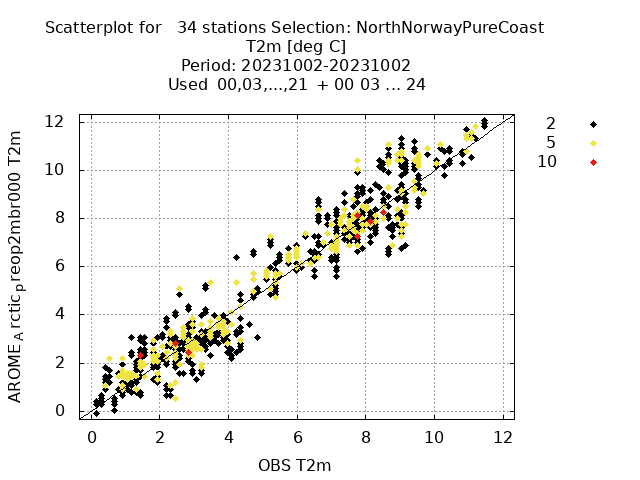 Scatterplot for   34 stations Selection: NorthNorwayPureCoast
T2m [deg C]
Period: 20231002-20231002
Used  00,03,...,21  + 00 03 ... 24
2
5
10
12
10
8
6
4
2
0
AROME_Arctic_preop2mbr000 T2m
0 2 4 6 8 10 12
OBS T2m